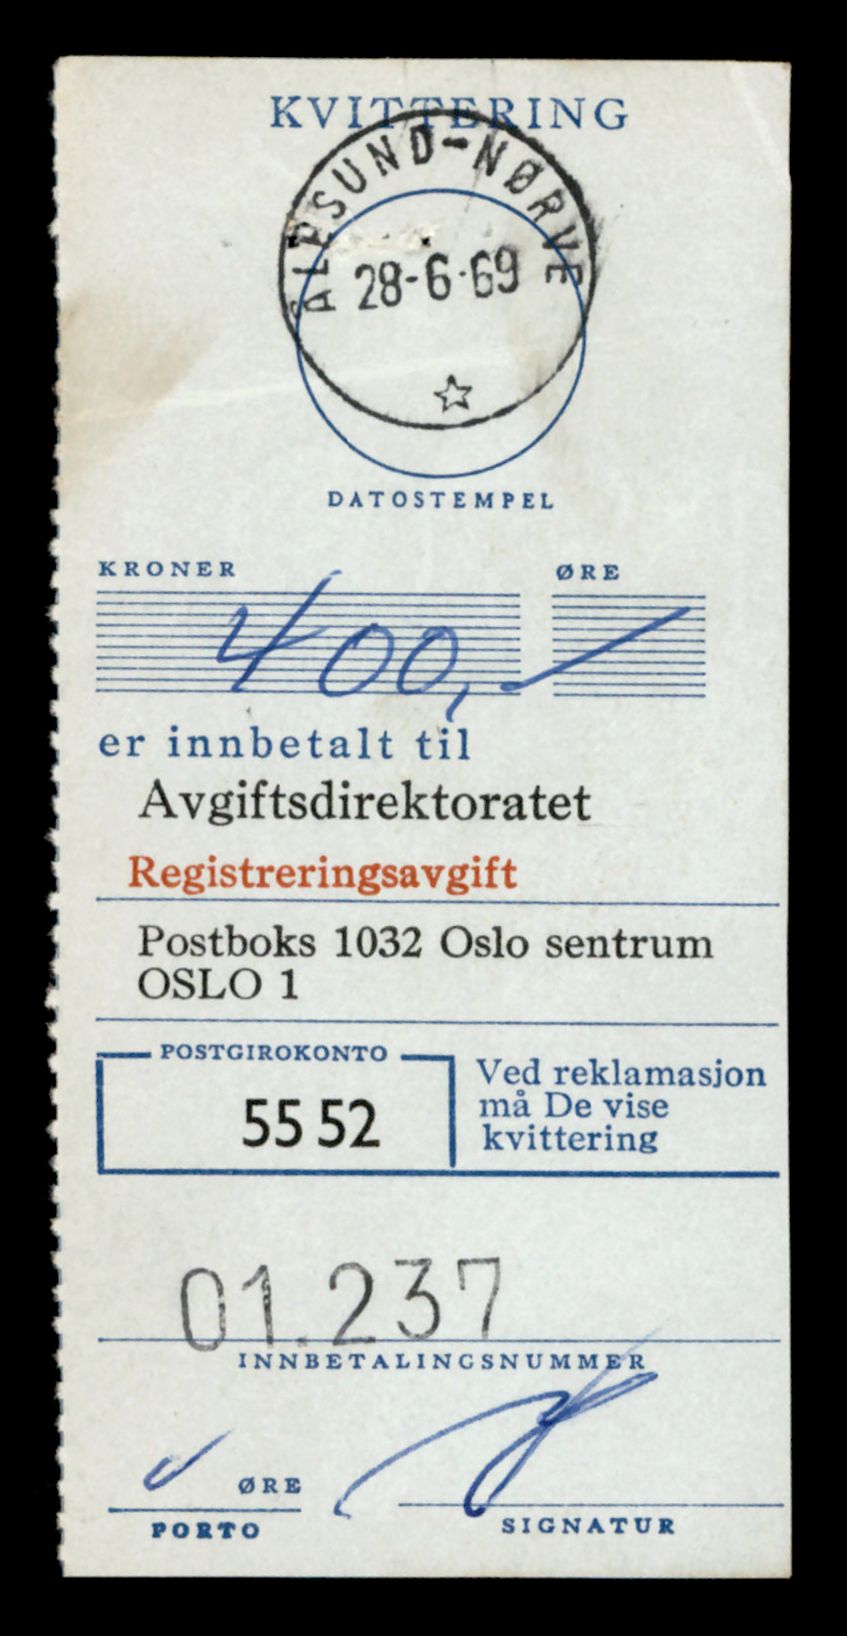 KVITTERING
ÅLESUND-NØRVE
28-6-69
DATOSTEMPEL
KRONER ØRE
400,-
er innbetalt til
Avgiftsdirektoratet
Registreringsavgift
Postboks 1032 Oslo sentrum
OSLO 1
POSTGIROKONTO
55 52
Ved reklamasjon
må De vise
kvittering
01.237
INNBETALINGSNUMMER
ØRE
PORTO
SIGNATUR